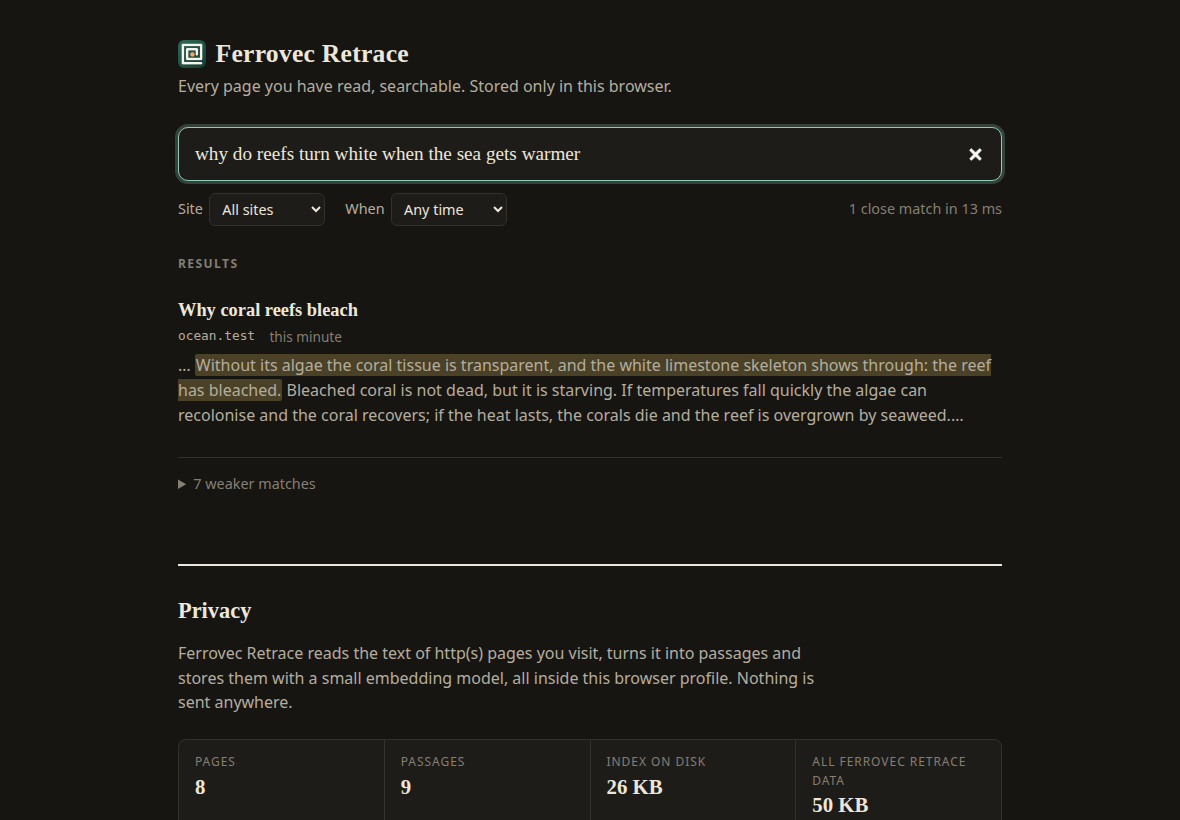 Ferrovec Retrace
Every page you have read, searchable. Stored only in this browser.
why do reefs turn white when the sea gets warmer
Site All sites When Any time 1 close match in 13 ms
RESULTS
Why coral reefs bleach
ocean.test this minute
... Without its algae the coral tissue is transparent, and the white limestone skeleton shows through: the reef
has bleached. Bleached coral is not dead, but it is starving. If temperatures fall quickly the algae can
recolonise and the coral recovers; if the heat lasts, the corals die and the reef is overgrown by seaweed....
7 weaker matches
Privacy
Ferrovec Retrace reads the text of http(s) pages you visit, turns it into passages and
stores them with a small embedding model, all inside this browser profile. Nothing is
sent anywhere.
PAGES PASSAGES INDEX ON DISK ALL FERROVEC RETRACE
DATA
8 9 26 KB 50 KB